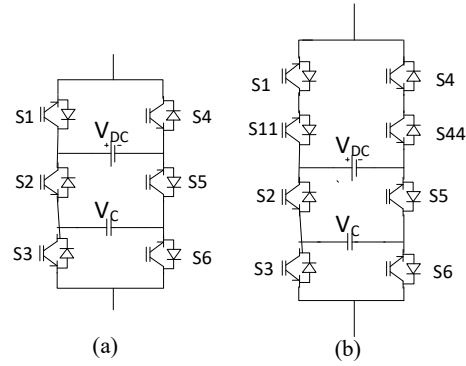 S1
S4
+ VDC -
S2
S5
VC
S3
S6
(a)
S1
S4
S11
S44
+ VDC -
S2
S5
VC
S3
S6
(b)